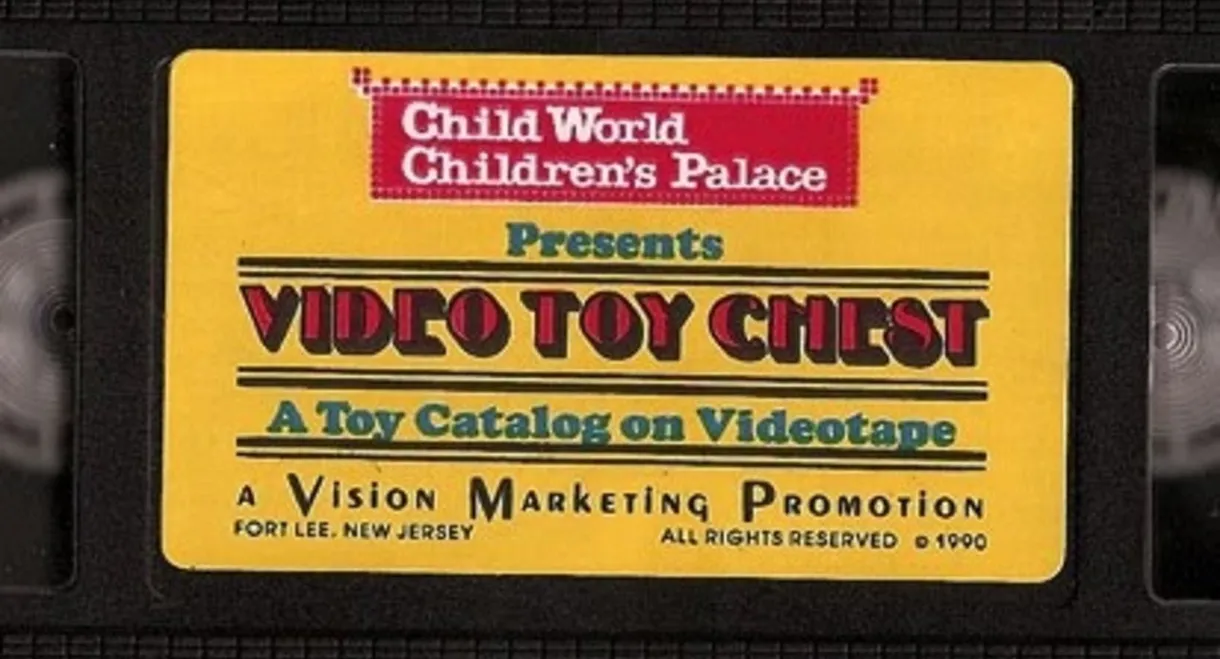 Child World
Children's Palace
Presents
VIDEO TOY CHEST
A Toy Catalog on Videotape
A Vision Marketing Promotion
FORT LEE, NEW JERSEY ALL RIGHTS RESERVED © 1990